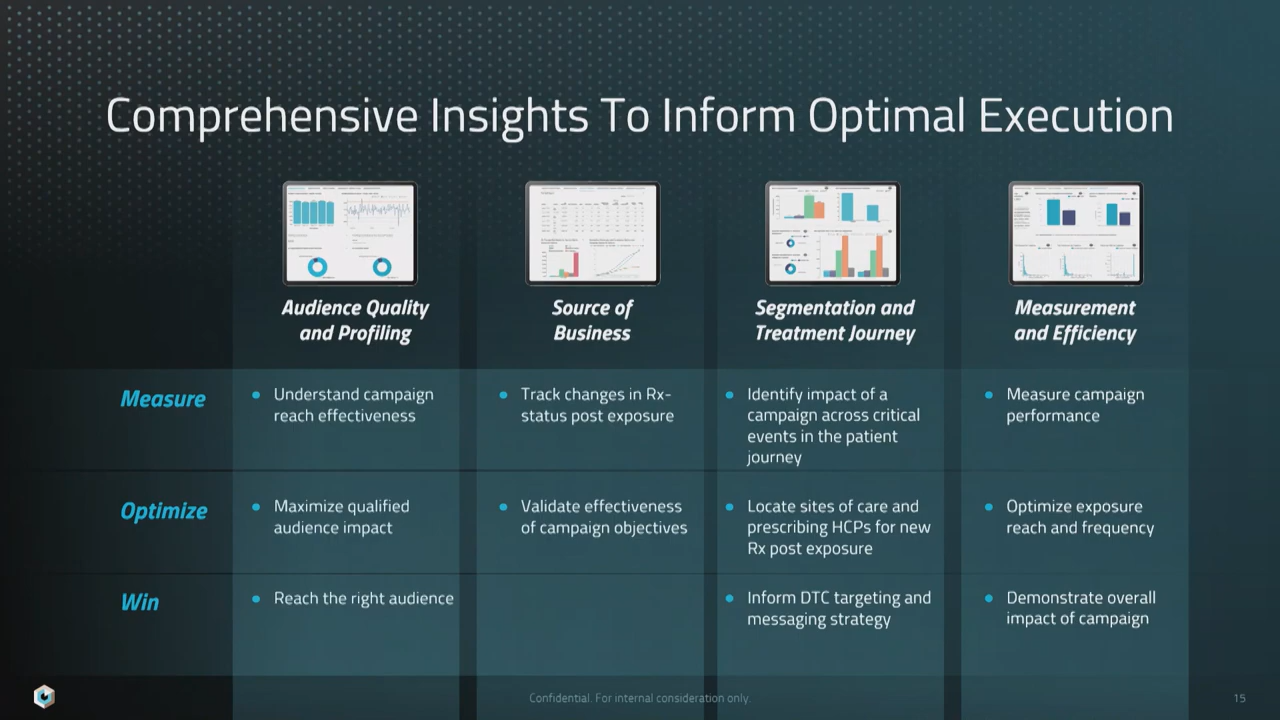 Comprehensive Insights To Inform Optimal Execution
Audience Quality
and Profiling
Source of
Business
Segmentation and
Treatment Journey
Measurement
and Efficiency
Measure
Understand campaign
reach effectiveness
Track changes in Rx-
status post exposure
Identify impact of a
campaign across critical
events in the patient
journey
Measure campaign
performance
Optimize
Maximize qualified
audience impact
Validate effectiveness
of campaign objectives
Locate sites of care and
prescribing HCPs for new
Rx post exposure
Optimize exposure
reach and frequency
Win
Reach the right audience
Inform DTC targeting and
messaging strategy
Demonstrate overall
impact of campaign
Confidential. For internal consideration only.
15